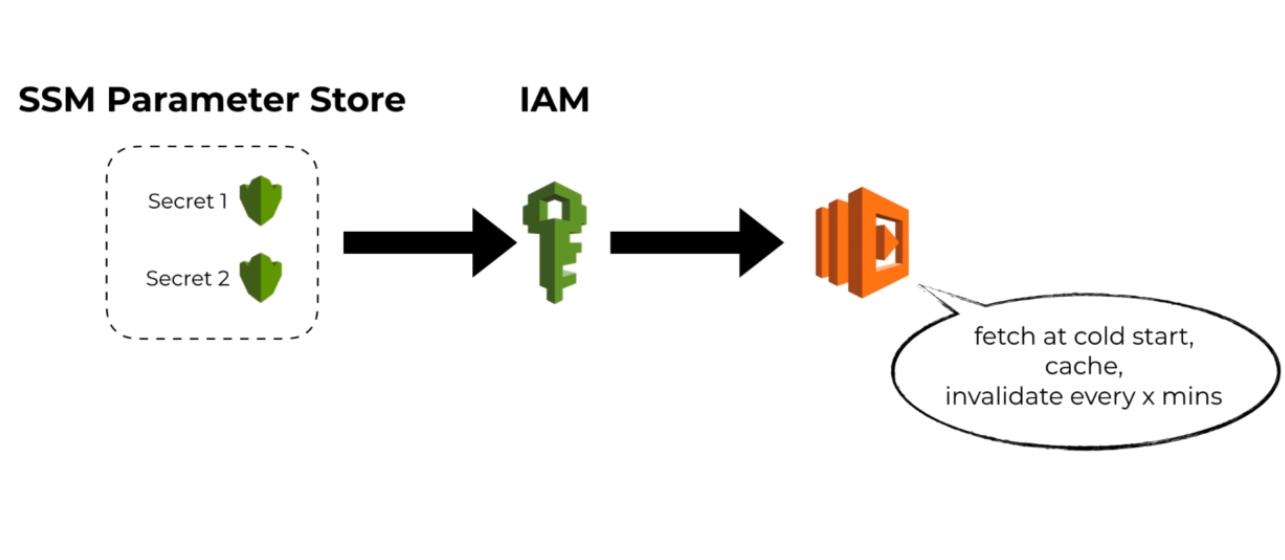 SSM Parameter Store
IAM
Secret 1
Secret 2
fetch at cold start,
cache,
invalidate every x mins